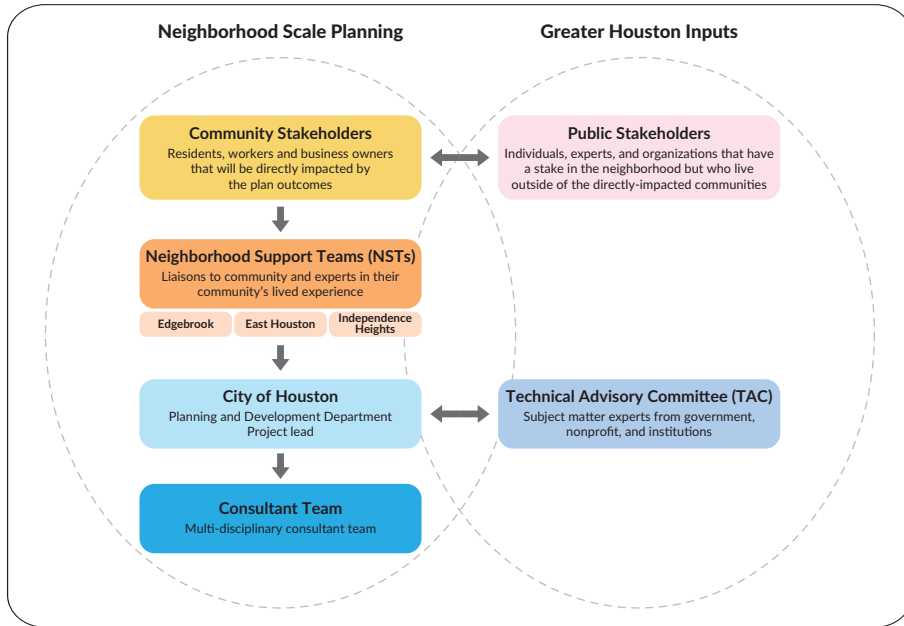 Neighborhood Scale Planning
Greater Houston Inputs
Community Stakeholders
Residents, workers and business owners
that will be directly impacted by
the plan outcomes
Public Stakeholders
Individuals, experts, and organizations that have
a stake in the neighborhood but who live
outside of the directly-impacted communities
Neighborhood Support Teams (NSTs)
Liaisons to community and experts in their
community’s lived experience
Edgebrook
East Houston
Independence
Heights
City of Houston
Planning and Development Department
Project lead
Technical Advisory Committee (TAC)
Subject matter experts from government,
nonprofit, and institutions
Consultant Team
Multi-disciplinary consultant team